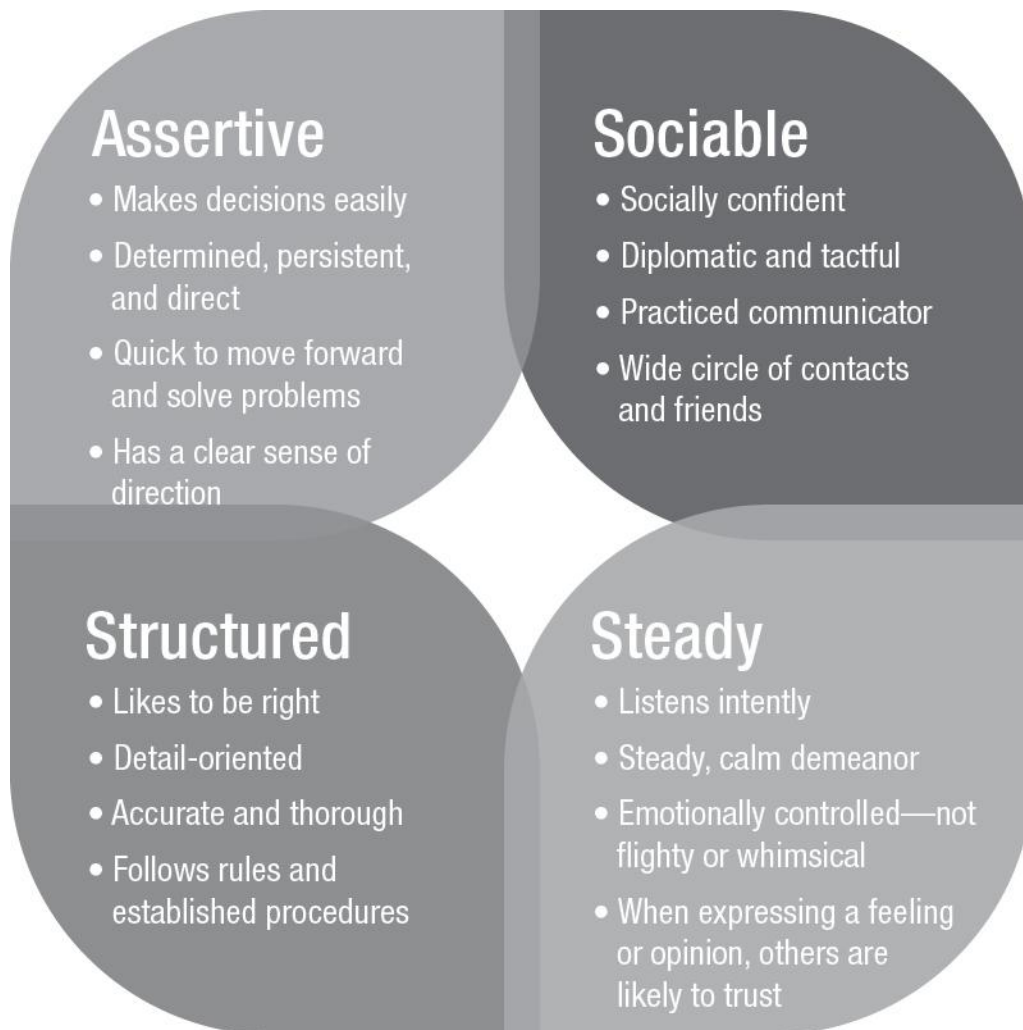 Assertive
• Makes decisions easily
• Determined, persistent,
and direct
• Quick to move forward
and solve problems
• Has a clear sense of
direction
Sociable
• Socially confident
• Diplomatic and tactful
• Practiced communicator
• Wide circle of contacts
and friends
Structured
• Likes to be right
• Detail-oriented
• Accurate and thorough
• Follows rules and
established procedures
Steady
• Listens intently
• Steady, calm demeanor
• Emotionally controlled—not
flighty or whimsical
• When expressing a feeling
or opinion, others are
likely to trust